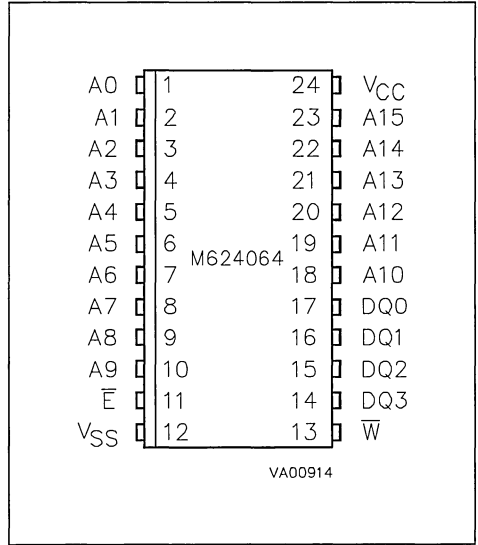 A0 1 24 VCC
A1 2 23 A15
A2 3 22 A14
A3 4 21 A13
A4 5 20 A12
A5 6 19 A11
M624064
A6 7 18 A10
A7 8 17 DQ0
A8 9 16 DQ1
A9 10 15 DQ2
E̅ 11 14 DQ3
VSS 12 13 W̅
VA00914